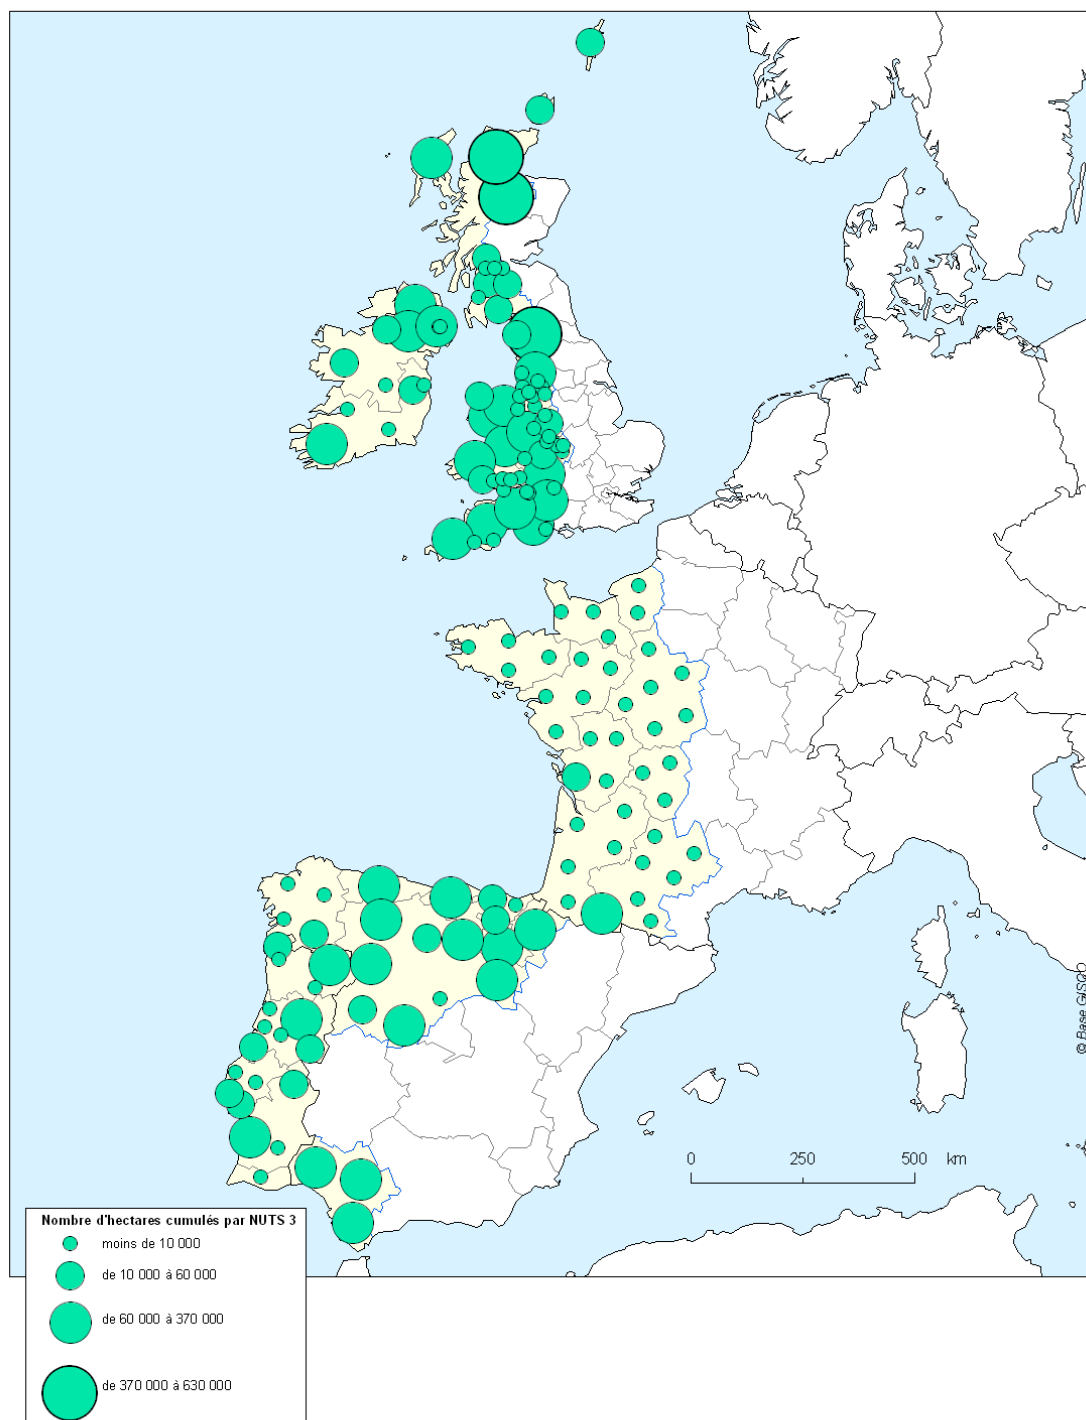 © Base GISCO
0 250 500 km
Nombre d'hectares cumulés par NUTS 3
moins de 10 000
de 10 000 à 60 000
de 60 000 à 370 000
de 370 000 à 630 000